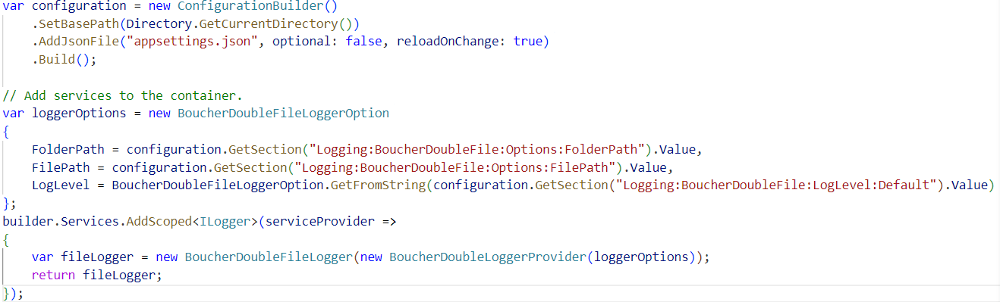 var configuration = new ConfigurationBuilder()
    .SetBasePath(Directory.GetCurrentDirectory())
    .AddJsonFile("appsettings.json", optional: false, reloadOnChange: true)
    .Build();

// Add services to the container.
var loggerOptions = new BoucherDoubleFileLoggerOption
{
    FolderPath = configuration.GetSection("Logging:BoucherDoubleFile:Options:FolderPath").Value,
    FilePath = configuration.GetSection("Logging:BoucherDoubleFile:Options:FilePath").Value,
    LogLevel = BoucherDoubleFileLoggerOption.GetFromString(configuration.GetSection("Logging:BoucherDoubleFile:LogLevel:Default").Value)
};
builder.Services.AddScoped<ILogger>(serviceProvider =>
{
    var fileLogger = new BoucherDoubleFileLogger(new BoucherDoubleLoggerProvider(loggerOptions));
    return fileLogger;
});